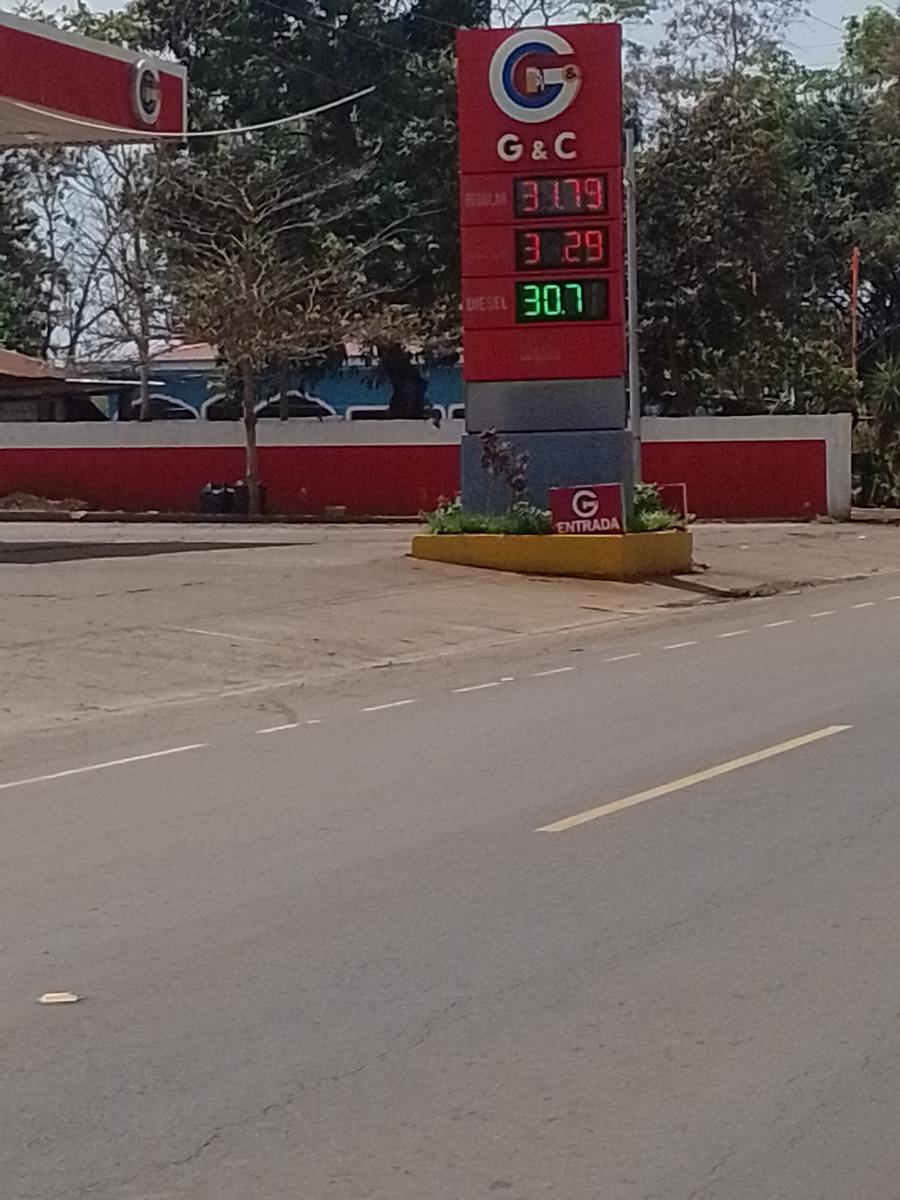 G & C
REGULAR 31.79
3 .29
DIESEL 30.7
G
ENTRADA